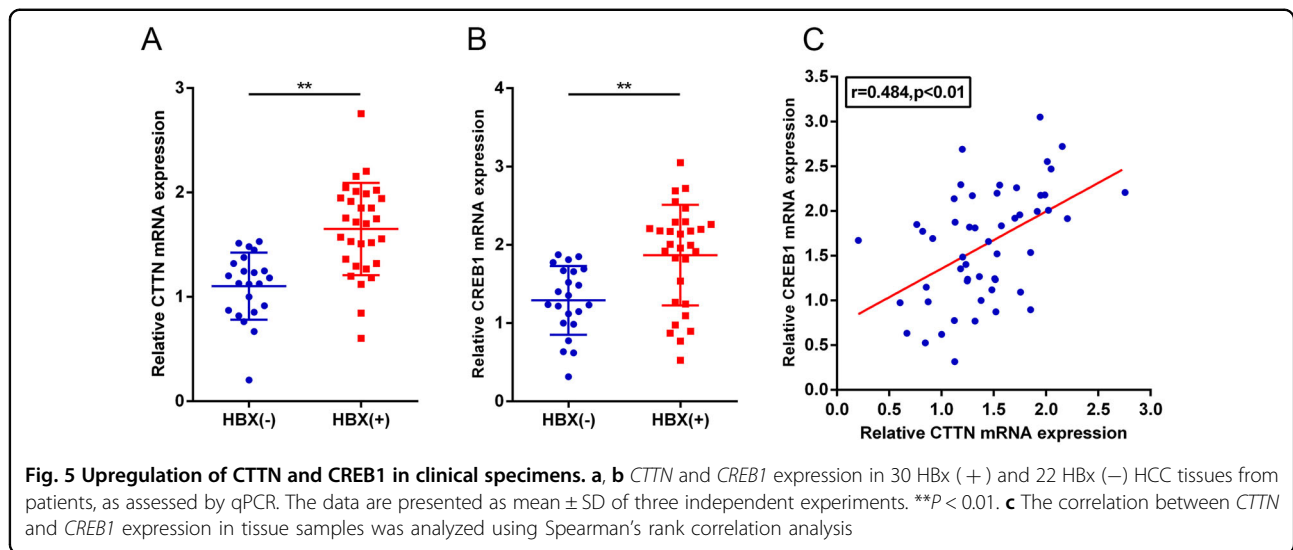 A
B
C
Relative CTTN mRNA expression
3
2
1
0
**
HBX(-)
HBX(+)
Relative CREB1 mRNA expression
4
3
2
1
0
**
HBX(-)
HBX(+)
Relative CREB1 mRNA expression
3.5
3.0
2.5
2.0
1.5
1.0
0.5
0.0
r=0.484,p<0.01
0.0 0.5 1.0 1.5 2.0 2.5 3.0
Relative CTTN mRNA expression
Fig. 5 Upregulation of CTTN and CREB1 in clinical specimens. a, b CTTN and CREB1 expression in 30 HBx ( + ) and 22 HBx (−) HCC tissues from
patients, as assessed by qPCR. The data are presented as mean ± SD of three independent experiments. **P < 0.01. c The correlation between CTTN
and CREB1 expression in tissue samples was analyzed using Spearman's rank correlation analysis